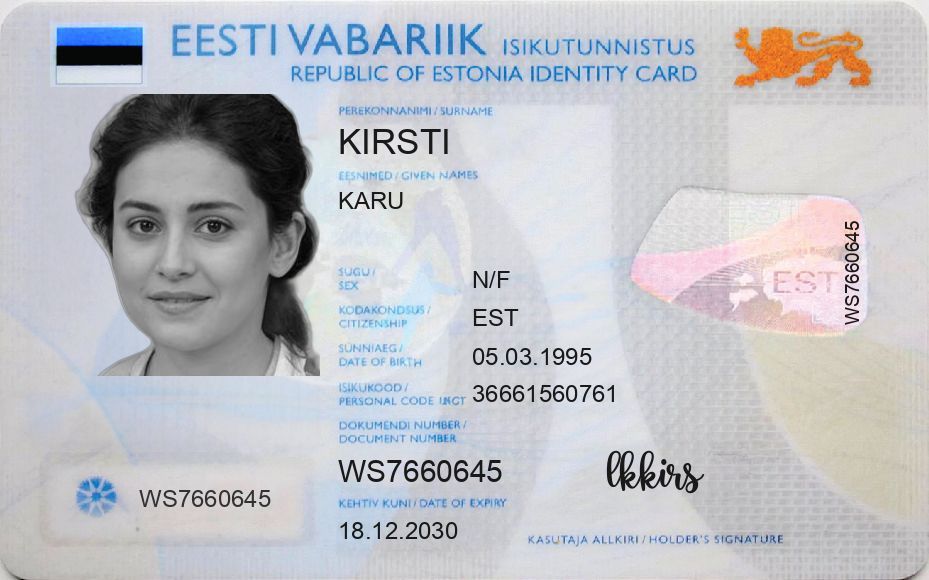 EESTI VABARIIK ISIKUTUNNISTUS
REPUBLIC OF ESTONIA IDENTITY CARD
PEREKONNANIMI / SURNAME
KIRSTI
EESNIMED / GIVEN NAMES
KARU
SUGU /
SEX
N/F
KODAKONDSUS /
CITIZENSHIP
EST
SÜNNIAEG /
DATE OF BIRTH
05.03.1995
ISIKUKOOD /
PERSONAL CODE
36661560761
DOKUMENDI NUMBER /
DOCUMENT NUMBER
WS7660645
KEHTIV KUNI / DATE OF EXPIRY
18.12.2030
WS7660645
EST
WS7660645
lkkirs
KASUTAJA ALLKIRI / HOLDER'S SIGNATURE